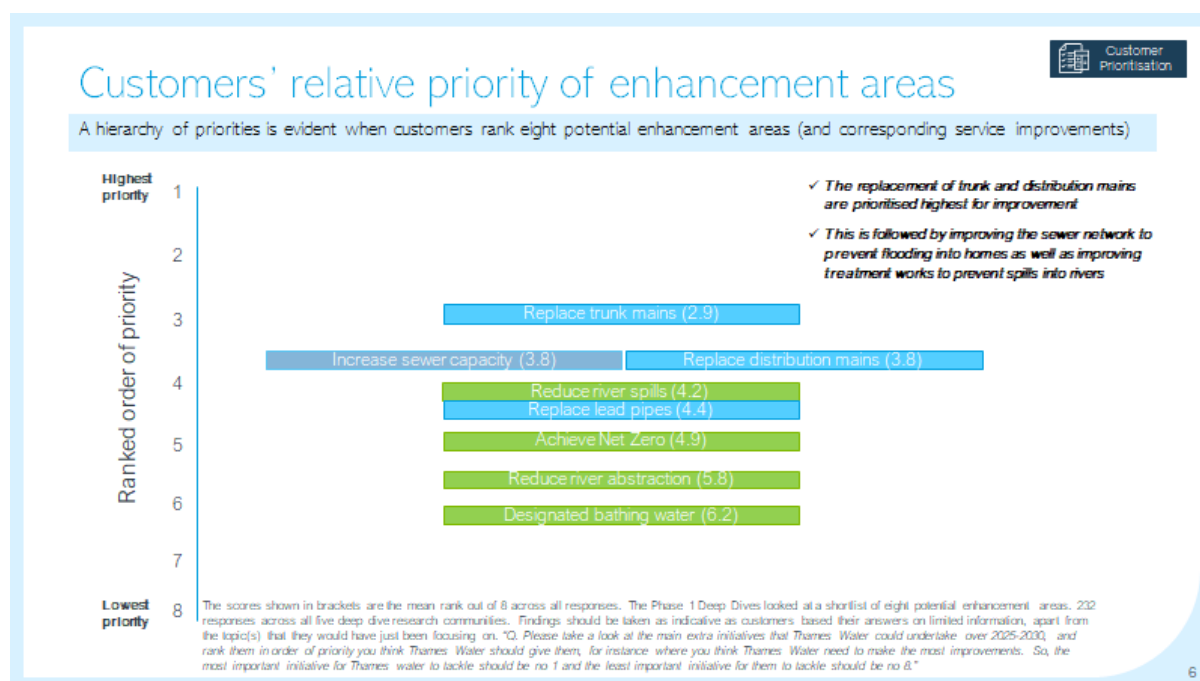 Customer
Prioritisation
Customers' relative priority of enhancement areas
A hierarchy of priorities is evident when customers rank eight potential enhancement areas (and corresponding service improvements)
Highest
priority
1
2
3
4
5
6
7
8
Lowest
priority
Ranked order of priority
✓ The replacement of trunk and distribution mains
are prioritised highest for improvement
✓ This is followed by improving the sewer network to
prevent flooding into homes as well as improving
treatment works to prevent spills into rivers
Replace trunk mains (2.9)
Increase sewer capacity (3.8)
Replace distribution mains (3.8)
Reduce river spills (4.2)
Replace lead pipes (4.4)
Achieve Net Zero (4.9)
Reduce river abstraction (5.8)
Designated bathing water (6.2)
The scores shown in brackets are the mean rank out of 8 across all responses. The Phase 1 Deep Dives looked at a shortlist of eight potential enhancement areas. 232
responses across all five deep dive research communities. Findings should be taken as indicative as customers based their answers on limited information, apart from
the topic(s) that they would have just been focusing on. "Q. Please take a look at the main extra initiatives that Thames Water could undertake over 2025-2030, and
rank them in order of priority you think Thames Water should give them, for instance where you think Thames Water need to make the most improvements. So, the
most important initiative for Thames water to tackle should be no 1 and the least important initiative for them to tackle should be no 8."
6